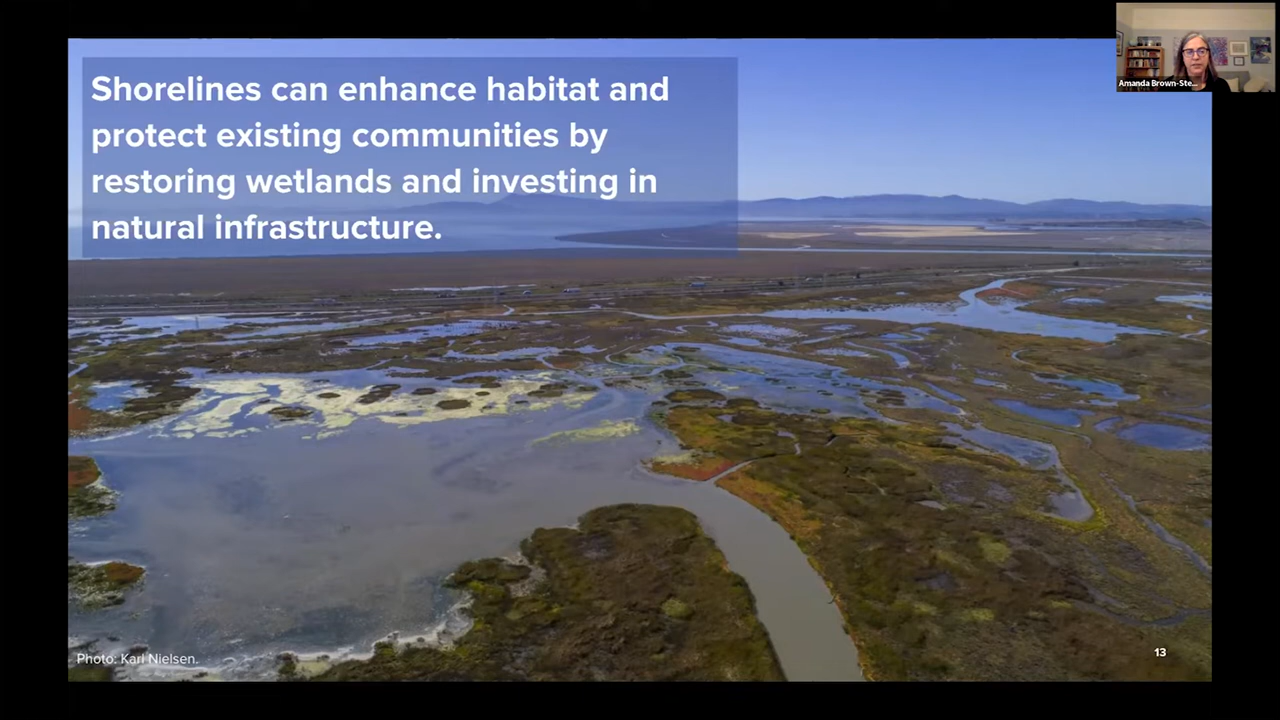 Shorelines can enhance habitat and
protect existing communities by
restoring wetlands and investing in
natural infrastructure.
Amanda Brown-Ste...
Photo: Karl Nielsen.
13